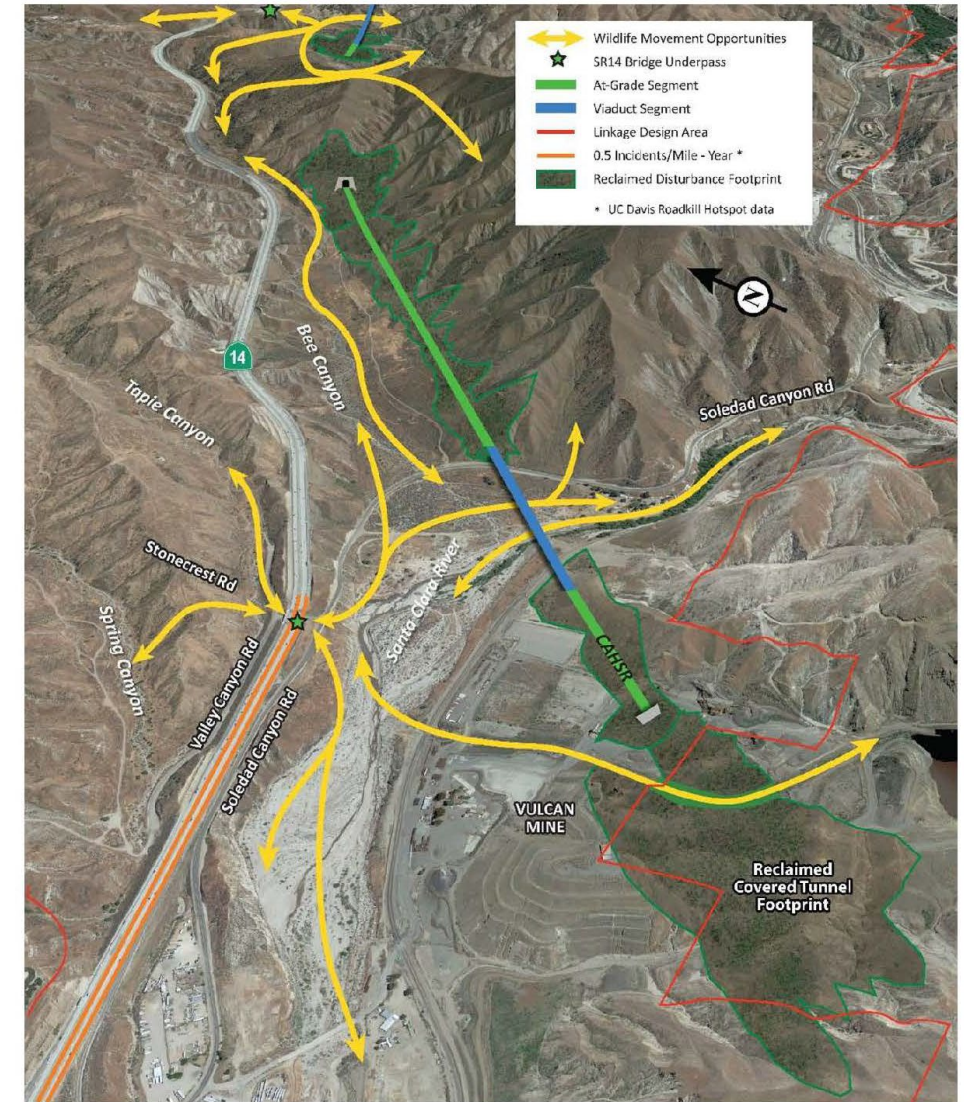 Wildlife Movement Opportunities
SR14 Bridge Underpass
At-Grade Segment
Viaduct Segment
Linkage Design Area
0.5 Incidents/Mile - Year *
Reclaimed Disturbance Footprint
* UC Davis Roadkill Hotspot data
N
14
Bee Canyon
Tapie Canyon
Soledad Canyon Rd
Stonecrest Rd
Spring Canyon
Santa Clara River
Valley Canyon Rd
Soledad Canyon Rd
CAHSR
VULCAN
MINE
Reclaimed
Covered Tunnel
Footprint